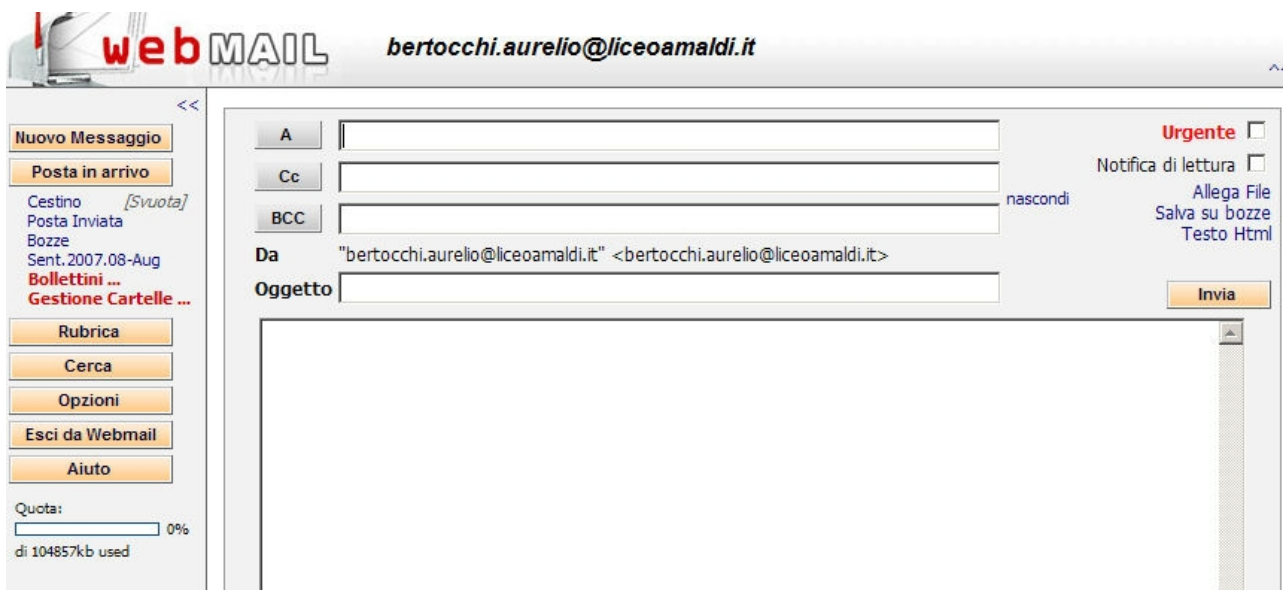 webMAIL
bertocchi.aurelio@liceoamaldi.it
^
<<
Nuovo Messaggio
Posta in arrivo
Cestino [Svuota]
Posta Inviata
Bozze
Sent.2007.08-Aug
Bollettini ...
Gestione Cartelle ...
Rubrica
Cerca
Opzioni
Esci da Webmail
Aiuto
Quota:
0%
di 104857kb used
A
Cc
BCC
nascondi
Da "bertocchi.aurelio@liceoamaldi.it" <bertocchi.aurelio@liceoamaldi.it>
Oggetto
Urgente
Notifica di lettura
Allega File
Salva su bozze
Testo Html
Invia